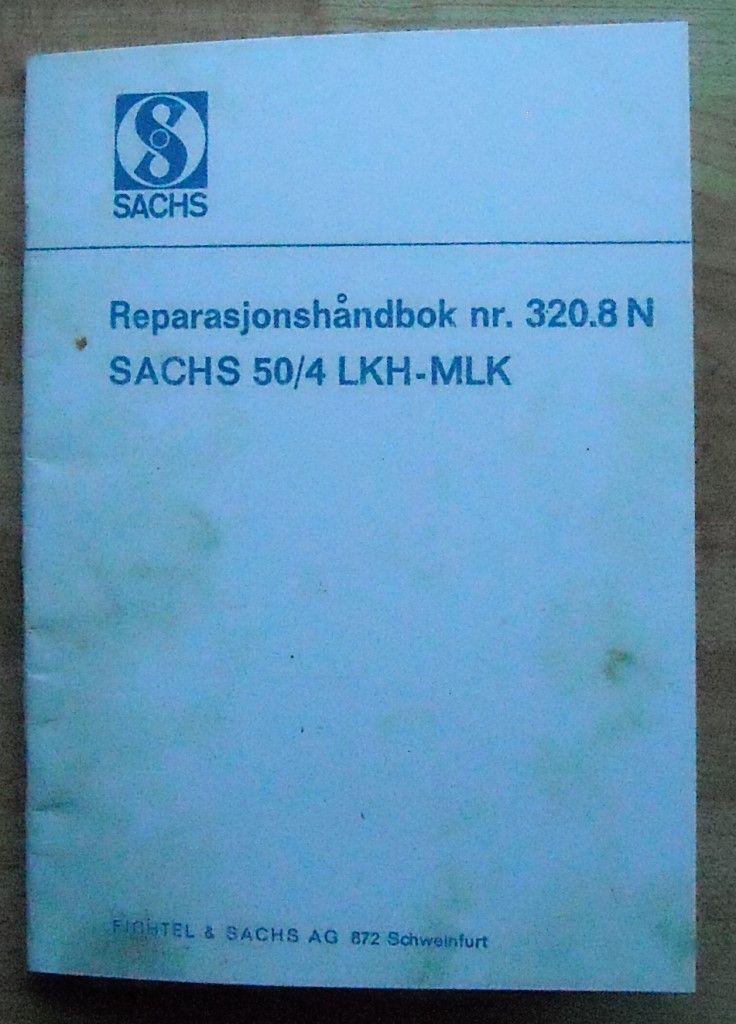 SACHS
Reparasjonshåndbok nr. 320.8 N
SACHS 50/4 LKH-MLK
FICHTEL & SACHS AG 872 Schweinfurt